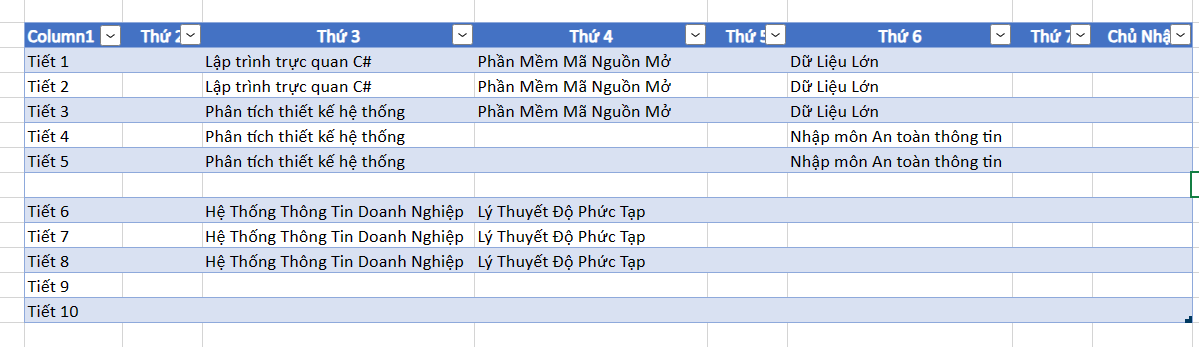 Column1 Thứ 2 Thứ 3 Thứ 4 Thứ 5 Thứ 6 Thứ 7 Chủ Nhậ
Tiết 1 Lập trình trực quan C# Phần Mềm Mã Nguồn Mở Dữ Liệu Lớn
Tiết 2 Lập trình trực quan C# Phần Mềm Mã Nguồn Mở Dữ Liệu Lớn
Tiết 3 Phân tích thiết kế hệ thống Phần Mềm Mã Nguồn Mở Dữ Liệu Lớn
Tiết 4 Phân tích thiết kế hệ thống Nhập môn An toàn thông tin
Tiết 5 Phân tích thiết kế hệ thống Nhập môn An toàn thông tin
Tiết 6 Hệ Thống Thông Tin Doanh Nghiệp Lý Thuyết Độ Phức Tạp
Tiết 7 Hệ Thống Thông Tin Doanh Nghiệp Lý Thuyết Độ Phức Tạp
Tiết 8 Hệ Thống Thông Tin Doanh Nghiệp Lý Thuyết Độ Phức Tạp
Tiết 9
Tiết 10